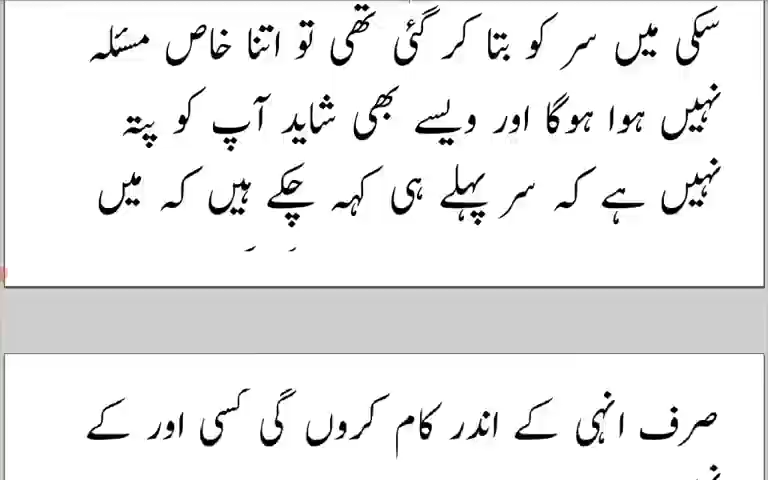 سکی میں سر کو بتا کر گئی تھی تو اتنا خاص مسئلہ
نہیں ہوا ہوگا اور ویسے بھی شاید آپ کو پتہ
نہیں ہے کہ سر پہلے ہی کہہ چکے ہیں کہ میں
صرف انہی کے اندر کام کروں گی کسی اور کے